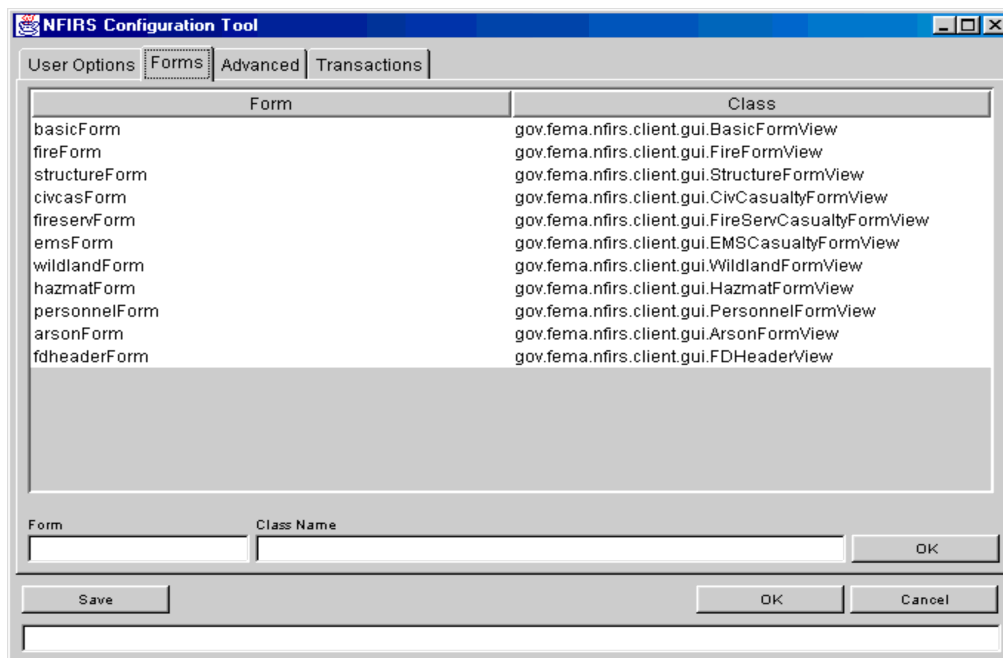 NFIRS Configuration Tool
User Options Forms Advanced Transactions
Form Class
basicForm gov.fema.nfirs.client.gui.BasicFormView
fireForm gov.fema.nfirs.client.gui.FireFormView
structureForm gov.fema.nfirs.client.gui.StructureFormView
civcasForm gov.fema.nfirs.client.gui.CivCasualtyFormView
fireservForm gov.fema.nfirs.client.gui.FireServCasualtyFormView
emsForm gov.fema.nfirs.client.gui.EMSCasualtyFormView
wildlandForm gov.fema.nfirs.client.gui.WildlandFormView
hazmatForm gov.fema.nfirs.client.gui.HazmatFormView
personnelForm gov.fema.nfirs.client.gui.PersonnelFormView
arsonForm gov.fema.nfirs.client.gui.ArsonFormView
fdheaderForm gov.fema.nfirs.client.gui.FDHeaderView
Form Class Name
OK
Save OK Cancel